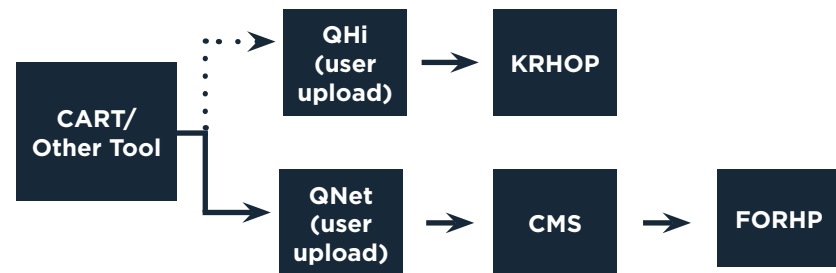 CART/
Other Tool
QHi
(user
upload)
KRHOP
QNet
(user
upload)
CMS
FORHP